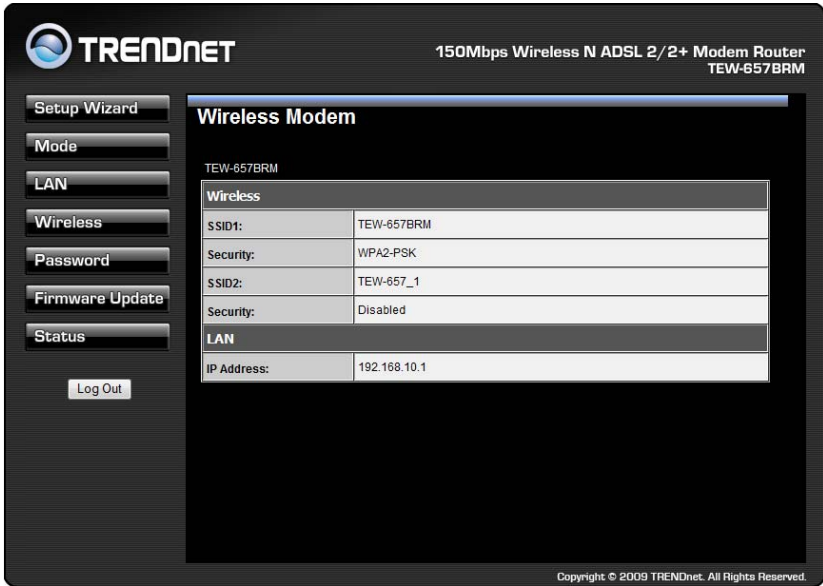 TRENDNET
150Mbps Wireless N ADSL 2/2+ Modem Router
TEW-657BRM
Setup Wizard
Mode
LAN
Wireless
Password
Firmware Update
Status
Log Out
Wireless Modem
TEW-657BRM
Wireless
SSID1: TEW-657BRM
Security: WPA2-PSK
SSID2: TEW-657_1
Security: Disabled
LAN
IP Address: 192.168.10.1
Copyright © 2009 TRENDnet. All Rights Reserved.